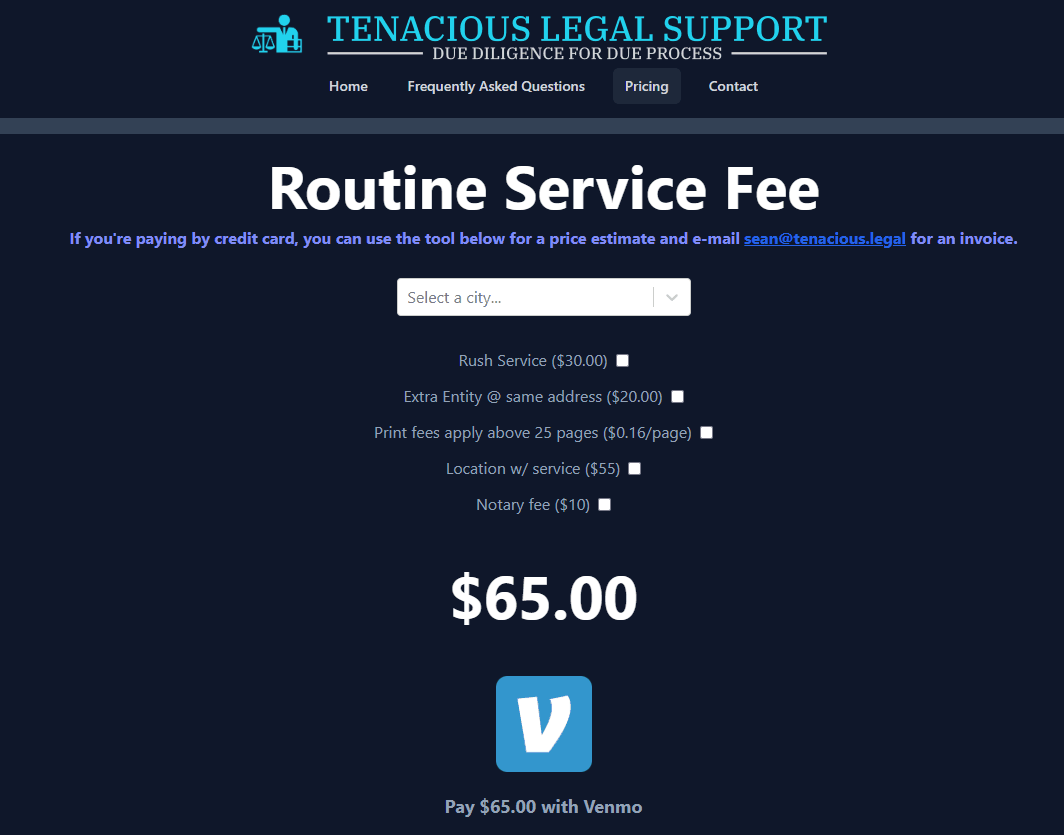 TENACIOUS LEGAL SUPPORT
DUE DILIGENCE FOR DUE PROCESS
Home Frequently Asked Questions Pricing Contact
Routine Service Fee
If you're paying by credit card, you can use the tool below for a price estimate and e-mail sean@tenacious.legal for an invoice.
Select a city...
Rush Service ($30.00)
Extra Entity @ same address ($20.00)
Print fees apply above 25 pages ($0.16/page)
Location w/ service ($55)
Notary fee ($10)
$65.00
V
Pay $65.00 with Venmo